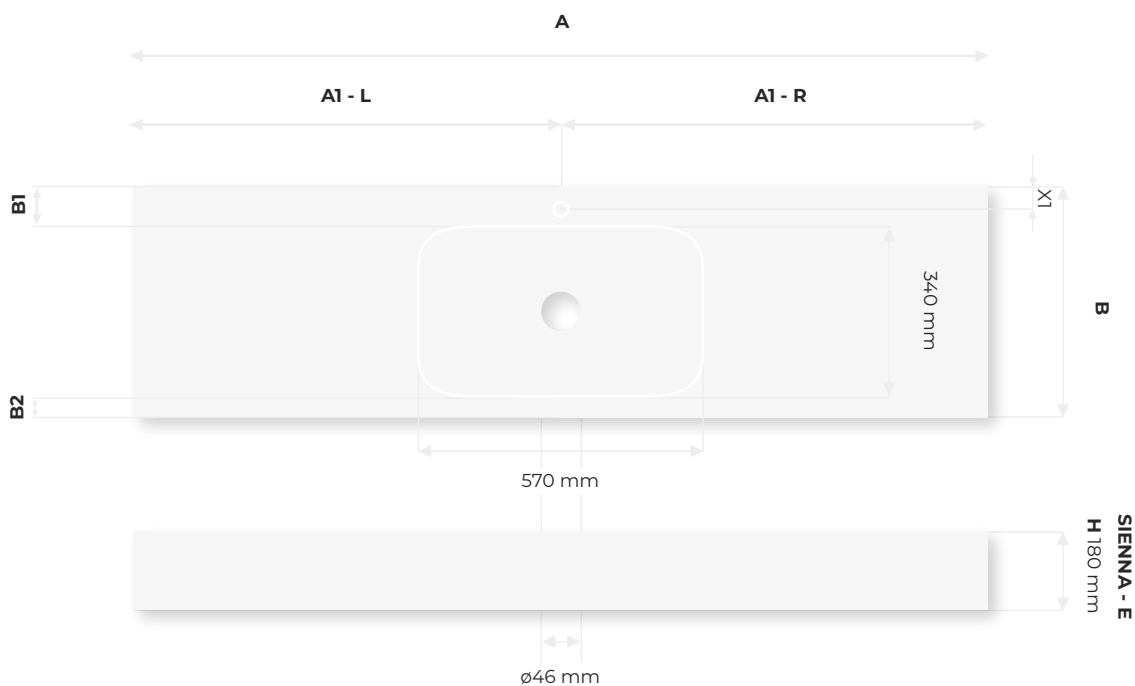 A
A1 - L
A1 - R
B1
X1
340 mm
B
B2
570 mm
SIENNA - E
H 180 mm
ø46 mm